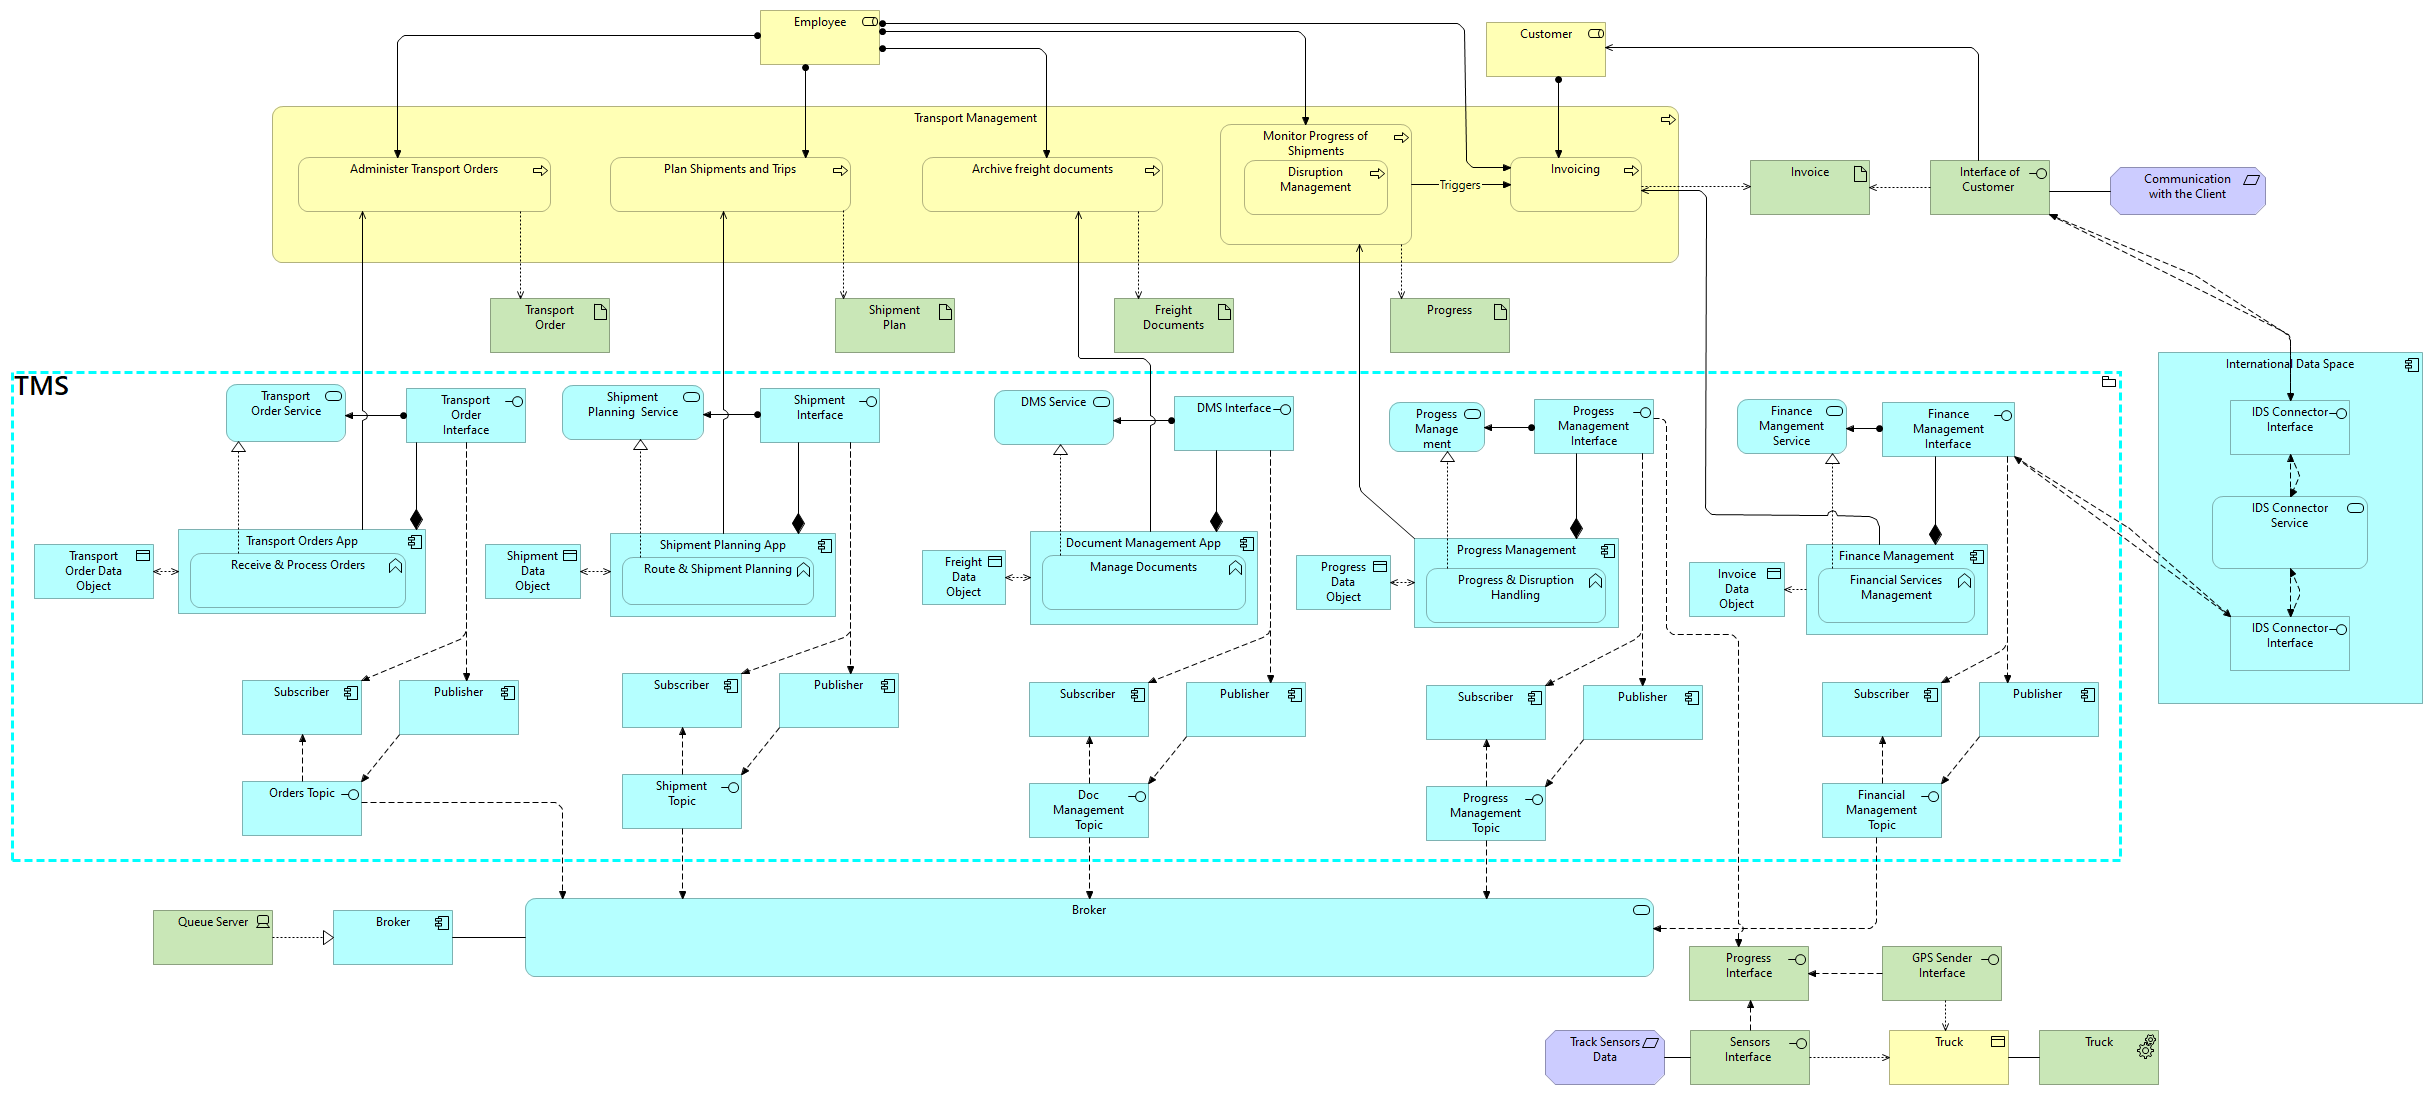 Employee
Customer
Transport Management
Administer Transport Orders
Plan Shipments and Trips
Archive freight documents
Monitor Progress of
Shipments
Disruption
Management
Triggers
Invoicing
Invoice
Interface of
Customer
Communication
with the Client
Transport
Order
Shipment
Plan
Freight
Documents
Progress
TMS
Transport
Order Service
Transport
Order
Interface
Shipment
Planning Service
Shipment
Interface
DMS Service
DMS Interface
Progess
Manage
ment
Progess
Management
Interface
Finance
Mangement
Service
Finance
Management
Interface
International Data Space
IDS Connector
Interface
IDS Connector
Service
IDS Connector
Interface
Transport
Order Data
Object
Transport Orders App
Receive & Process Orders
Shipment
Data
Object
Shipment Planning App
Route & Shipment Planning
Freight
Data
Object
Document Management App
Manage Documents
Progress
Data
Object
Progress Management
Progress & Disruption
Handling
Invoice
Data
Object
Finance Management
Financial Services
Management
Subscriber
Publisher
Subscriber
Publisher
Subscriber
Publisher
Subscriber
Publisher
Subscriber
Publisher
Orders Topic
Shipment
Topic
Doc
Management
Topic
Progress
Management
Topic
Financial
Management
Topic
Queue Server
Broker
Broker
Progress
Interface
GPS Sender
Interface
Track Sensors
Data
Sensors
Interface
Truck
Truck